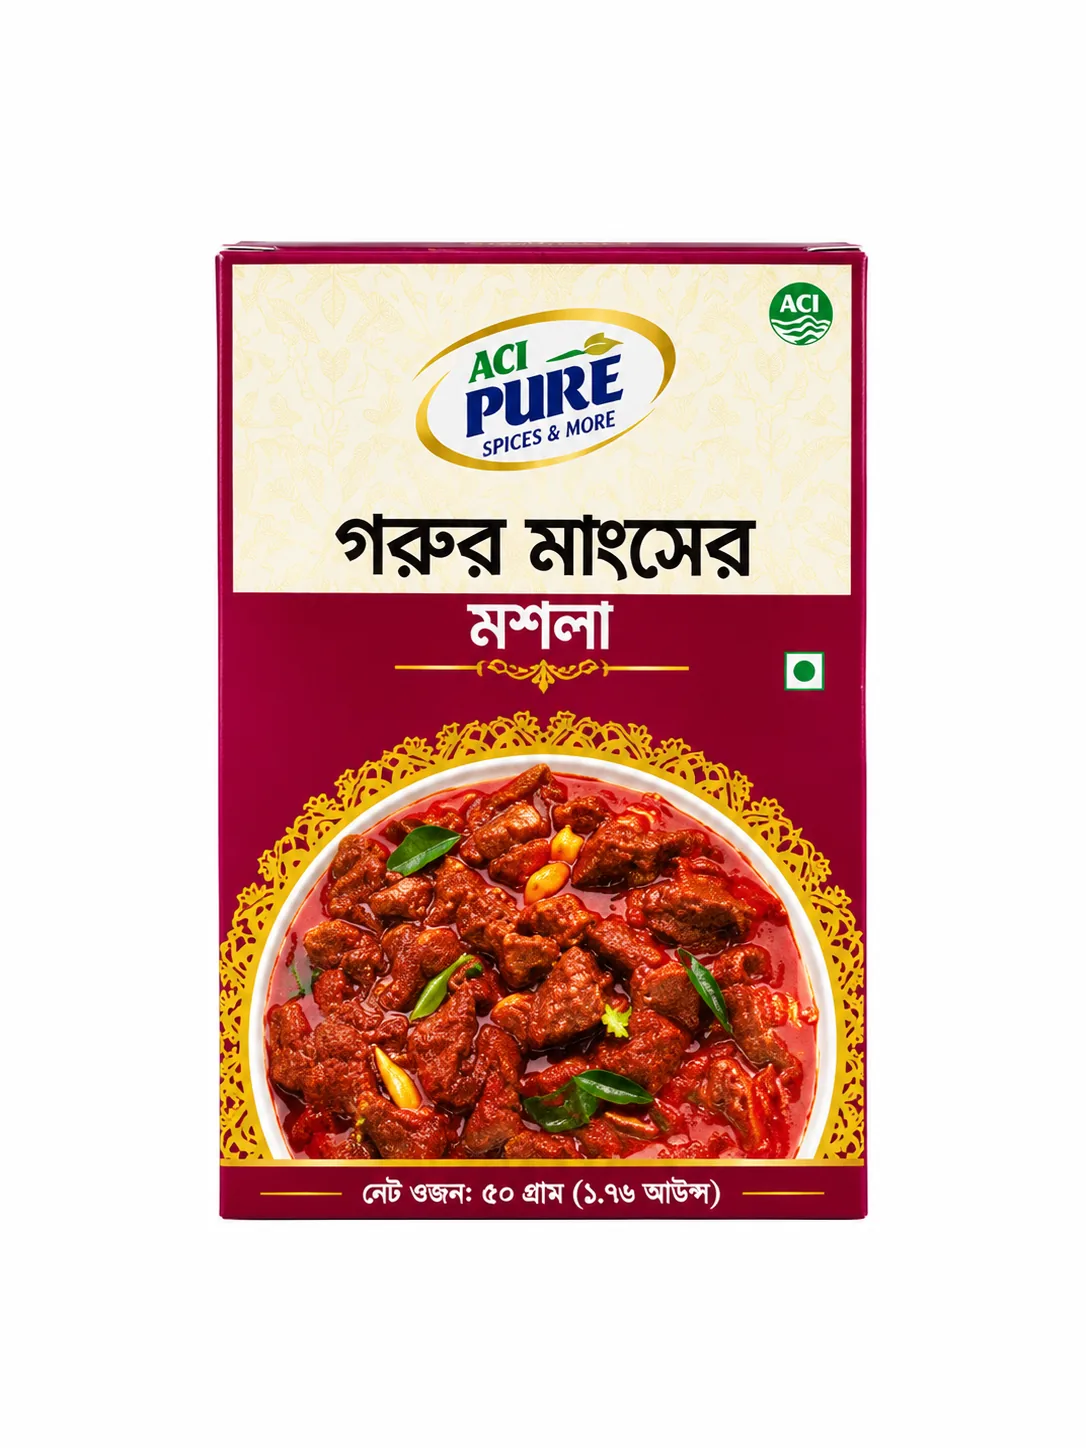 ACI
ACI
PURE
SPICES & MORE
গরুর মাংসের
মশলা
নেট ওজন: ৫০ গ্রাম (১.৭৬ আউন্স)